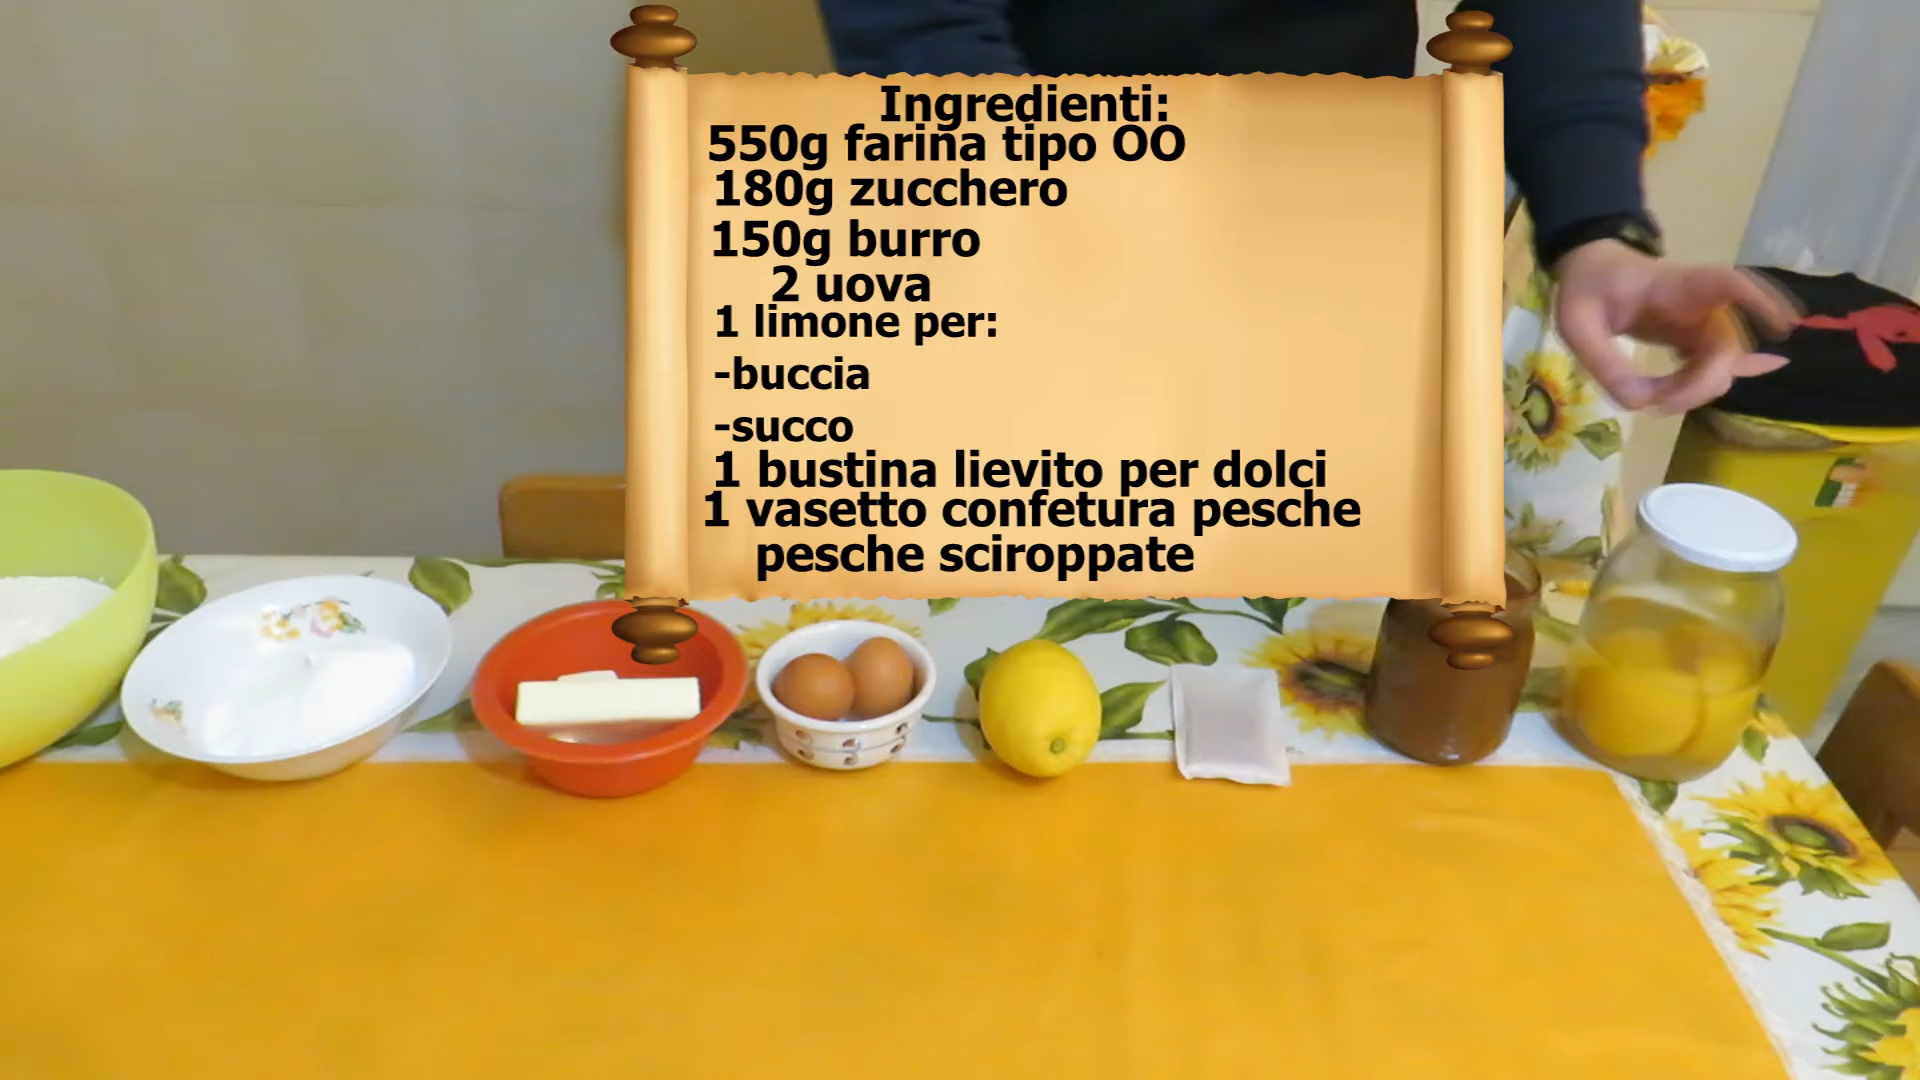 Ingredienti:
550g farina tipo OO
180g zucchero
150g burro
2 uova
1 limone per:
-buccia
-succo
1 bustina lievito per dolci
1 vasetto confetura pesche
pesche sciroppate